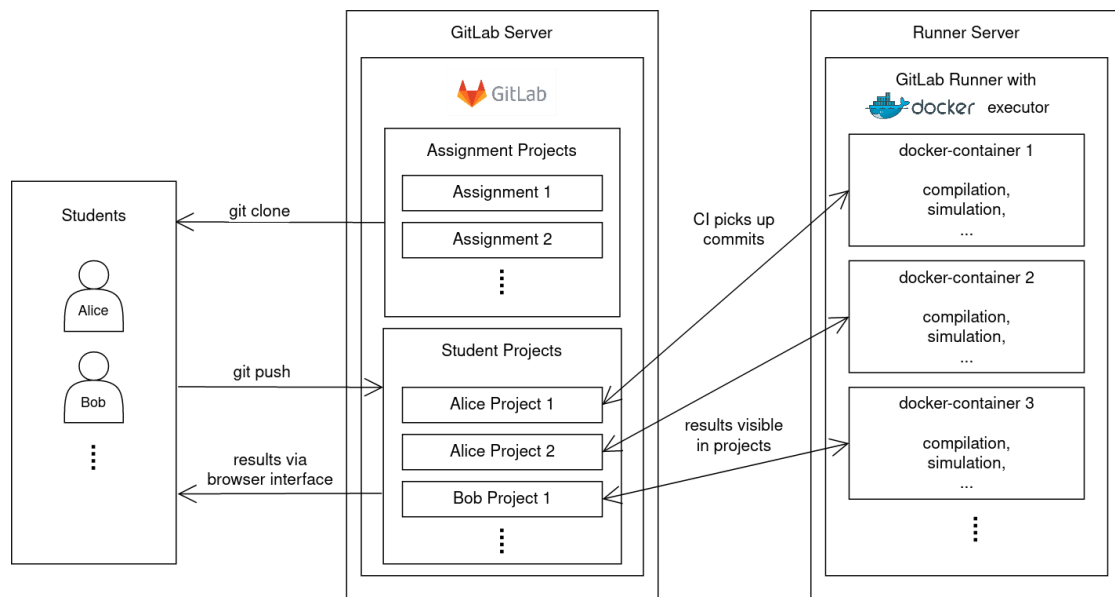 GitLab Server
GitLab
Assignment Projects
Assignment 1
Assignment 2
Students
Alice
Bob
git clone
git push
results via
browser interface
Student Projects
Alice Project 1
Alice Project 2
Bob Project 1
CI picks up
commits
results visible
in projects
Runner Server
GitLab Runner with
docker executor
docker-container 1
compilation,
simulation,
...
docker-container 2
compilation,
simulation,
...
docker-container 3
compilation,
simulation,
...